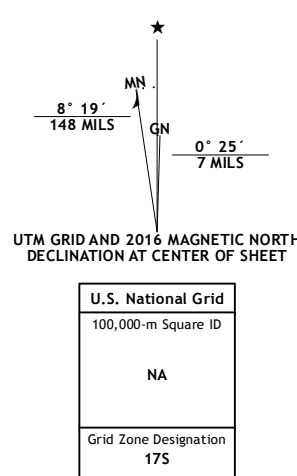 ★
MN
8° 19´
148 MILS
GN
0° 25´
7 MILS
UTM GRID AND 2016 MAGNETIC NORTH
DECLINATION AT CENTER OF SHEET
U.S. National Grid
100,000-m Square ID
NA
Grid Zone Designation
17S